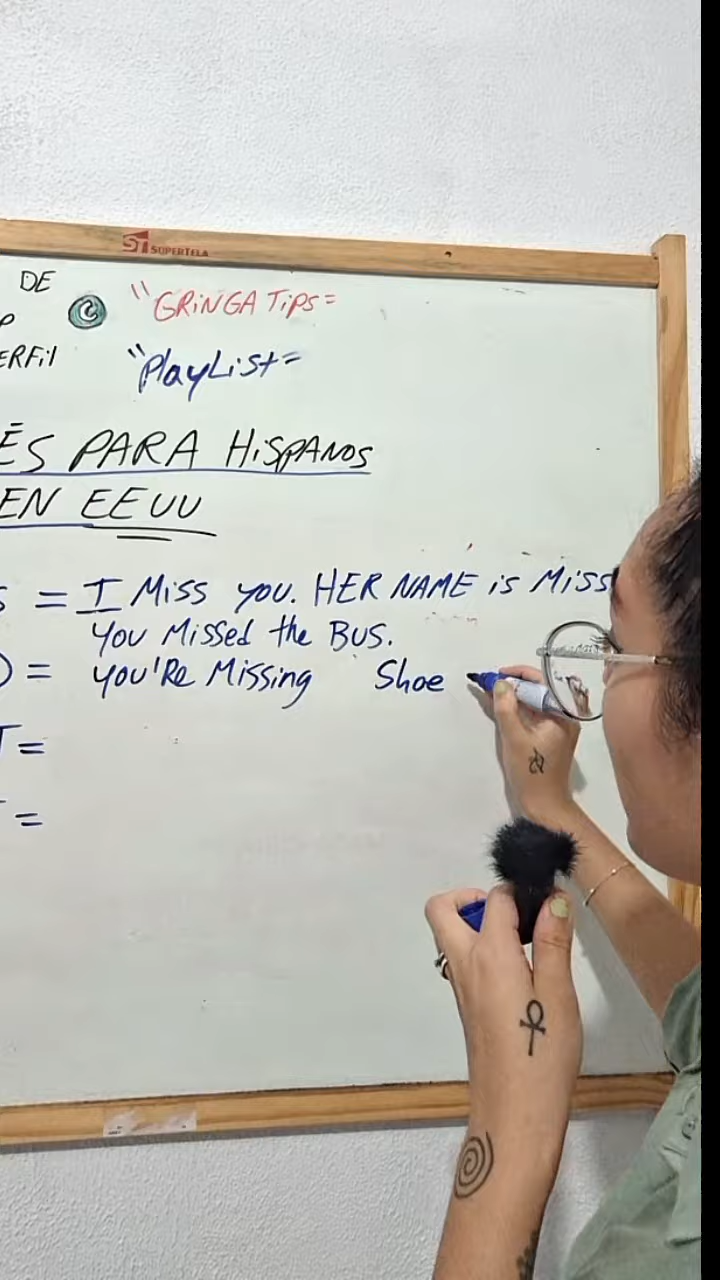 DE
"GRiNGA TiPS=
P
ERFil
"PlayList="
ÉS PARA HiSPANOS
EN EEUU
S = I Miss you. HER NAME is Miss
You Missed the BUS.
D) = you'Re Missing Shoe
T=
=
ST SUPERTELA